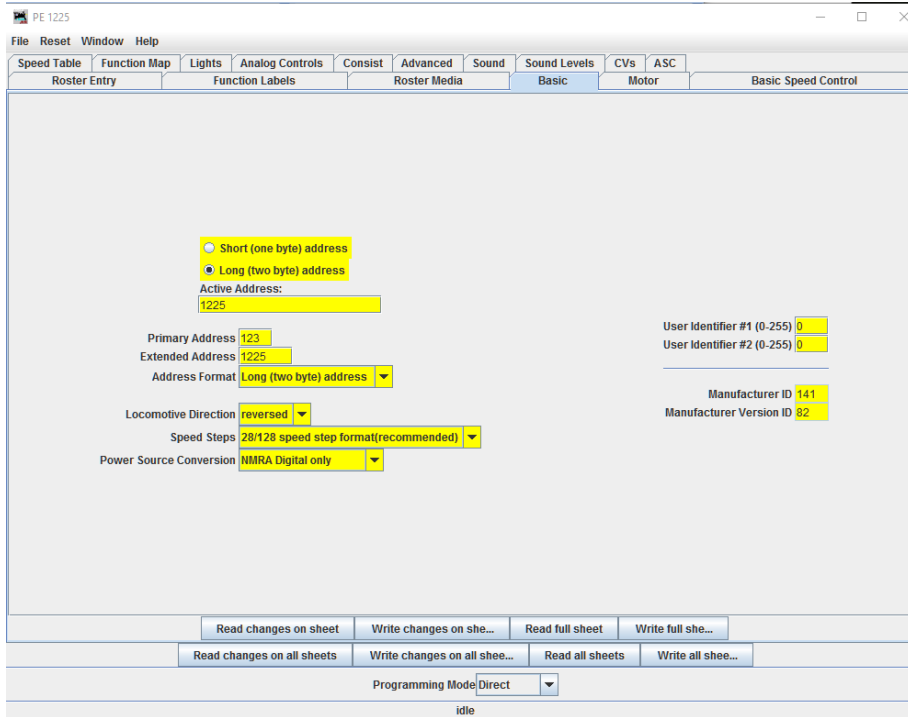 PE 1225
File Reset Window Help
Speed Table Function Map Lights Analog Controls Consist Advanced Sound Sound Levels CVs ASC
Roster Entry Function Labels Roster Media Basic Motor Basic Speed Control
Short (one byte) address
Long (two byte) address
Active Address:
1225
Primary Address 123
Extended Address 1225
Address Format Long (two byte) address
Locomotive Direction reversed
Speed Steps 28/128 speed step format(recommended)
Power Source Conversion NMRA Digital only
User Identifier #1 (0-255) 0
User Identifier #2 (0-255) 0
Manufacturer ID 141
Manufacturer Version ID 82
Read changes on sheet Write changes on she... Read full sheet Write full she...
Read changes on all sheets Write changes on all shee... Read all sheets Write all shee...
Programming Mode Direct
idle